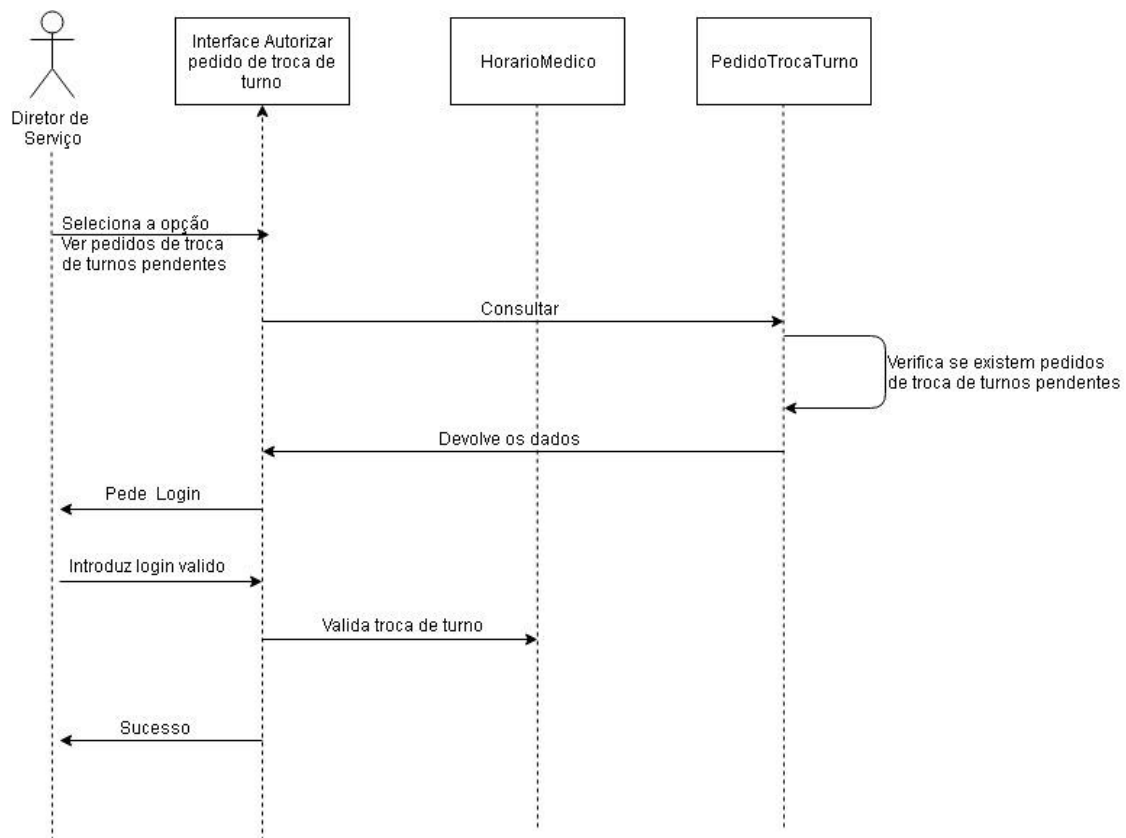 Diretor de
Serviço
Interface Autorizar
pedido de troca de
turno
HorarioMedico
PedidoTrocaTurno
Seleciona a opção
Ver pedidos de troca
de turnos pendentes
Consultar
Verifica se existem pedidos
de troca de turnos pendentes
Devolve os dados
Pede Login
Introduz login valido
Valida troca de turno
Sucesso